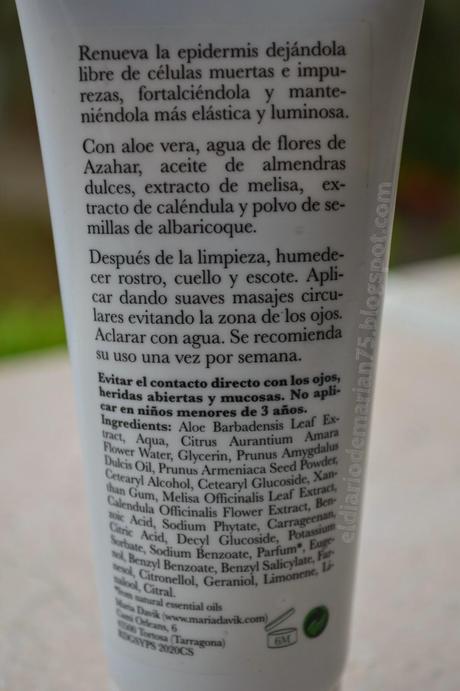 Renueva la epidermis dejándola
libre de células muertas e impu-
rezas, fortalciéndola y mante-
niéndola más elástica y luminosa.
Con aloe vera, agua de flores de
Azahar, aceite de almendras
dulces, extracto de melisa, ex-
tracto de caléndula y polvo de se-
millas de albaricoque.
Después de la limpieza, humede-
cer rostro, cuello y escote. Apli-
car dando suaves masajes circu-
lares evitando la zona de los ojos.
Aclarar con agua. Se recomienda
su uso una vez por semana.
Evitar el contacto directo con los ojos,
heridas abiertas y mucosas. No apli-
car en niños menores de 3 años.
Ingredients: Aloe Barbadensis Leaf Ex-
tract, Aqua, Citrus Aurantium Amara
Flower Water, Glycerin, Prunus Amygdalus
Dulcis Oil, Prunus Armeniaca Seed Powder,
Cetearyl Alcohol, Cetearyl Glucoside, Xan-
than Gum, Melisa Officinalis Leaf Extract,
Calendula Officinalis Flower Extract, Ben-
zoic Acid, Sodium Phytate, Carrageenan,
Citric Acid, Decyl Glucoside, Potassium
Sorbate, Sodium Benzoate, Parfum*, Euge-
nol, Benzyl Benzoate, Benzyl Salicylate, Far-
nesol, Citronellol, Geraniol, Limonene, Li-
nalool, Citral.
*from natural essential oils
Maria Davik (www.mariadavik.com)
Orleans, 6
Tortosa (Tarragona)
2020CS
6M
eldiariodemarian75.blogspot.com